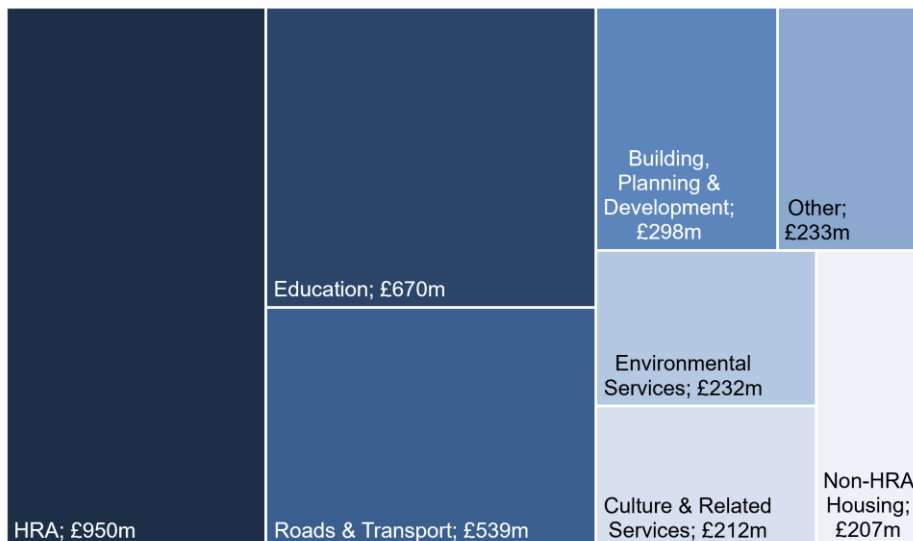 HRA; £950m
Education; £670m
Roads & Transport; £539m
Building,
Planning &
Development;
£298m
Other;
£233m
Environmental
Services; £232m
Culture & Related
Services; £212m
Non-HRA
Housing;
£207m